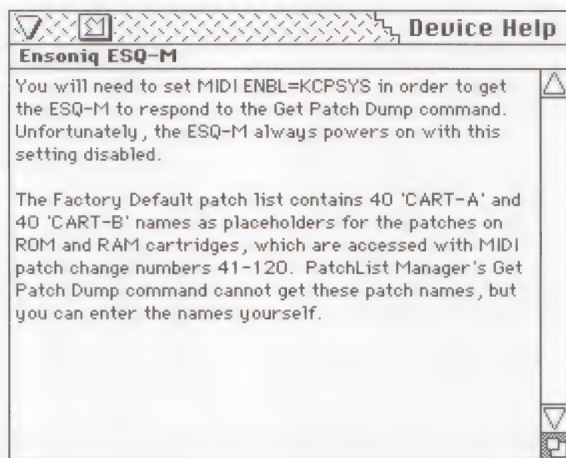 Device Help
Ensoniq ESQ-M
You will need to set MIDI ENBL=KCPSYS in order to get
the ESQ-M to respond to the Get Patch Dump command.
Unfortunately, the ESQ-M always powers on with this
setting disabled.
The Factory Default patch list contains 40 'CART-A' and
40 'CART-B' names as placeholders for the patches on
ROM and RAM cartridges, which are accessed with MIDI
patch change numbers 41-120. PatchList Manager's Get
Patch Dump command cannot get these patch names, but
you can enter the names yourself.